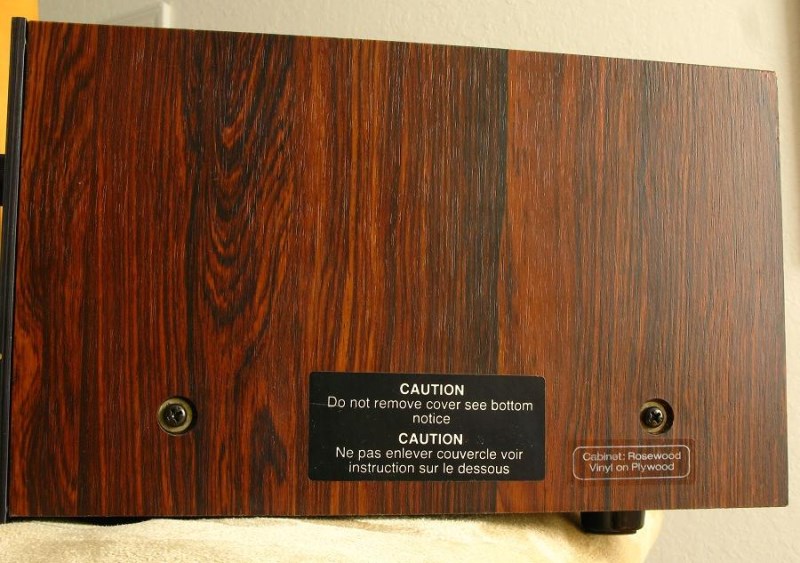 CAUTION
Do not remove cover see bottom
notice
CAUTION
Ne pas enlever couvercle voir
instruction sur le dessous
Cabinet: Rosewood
Vinyl on Plywood